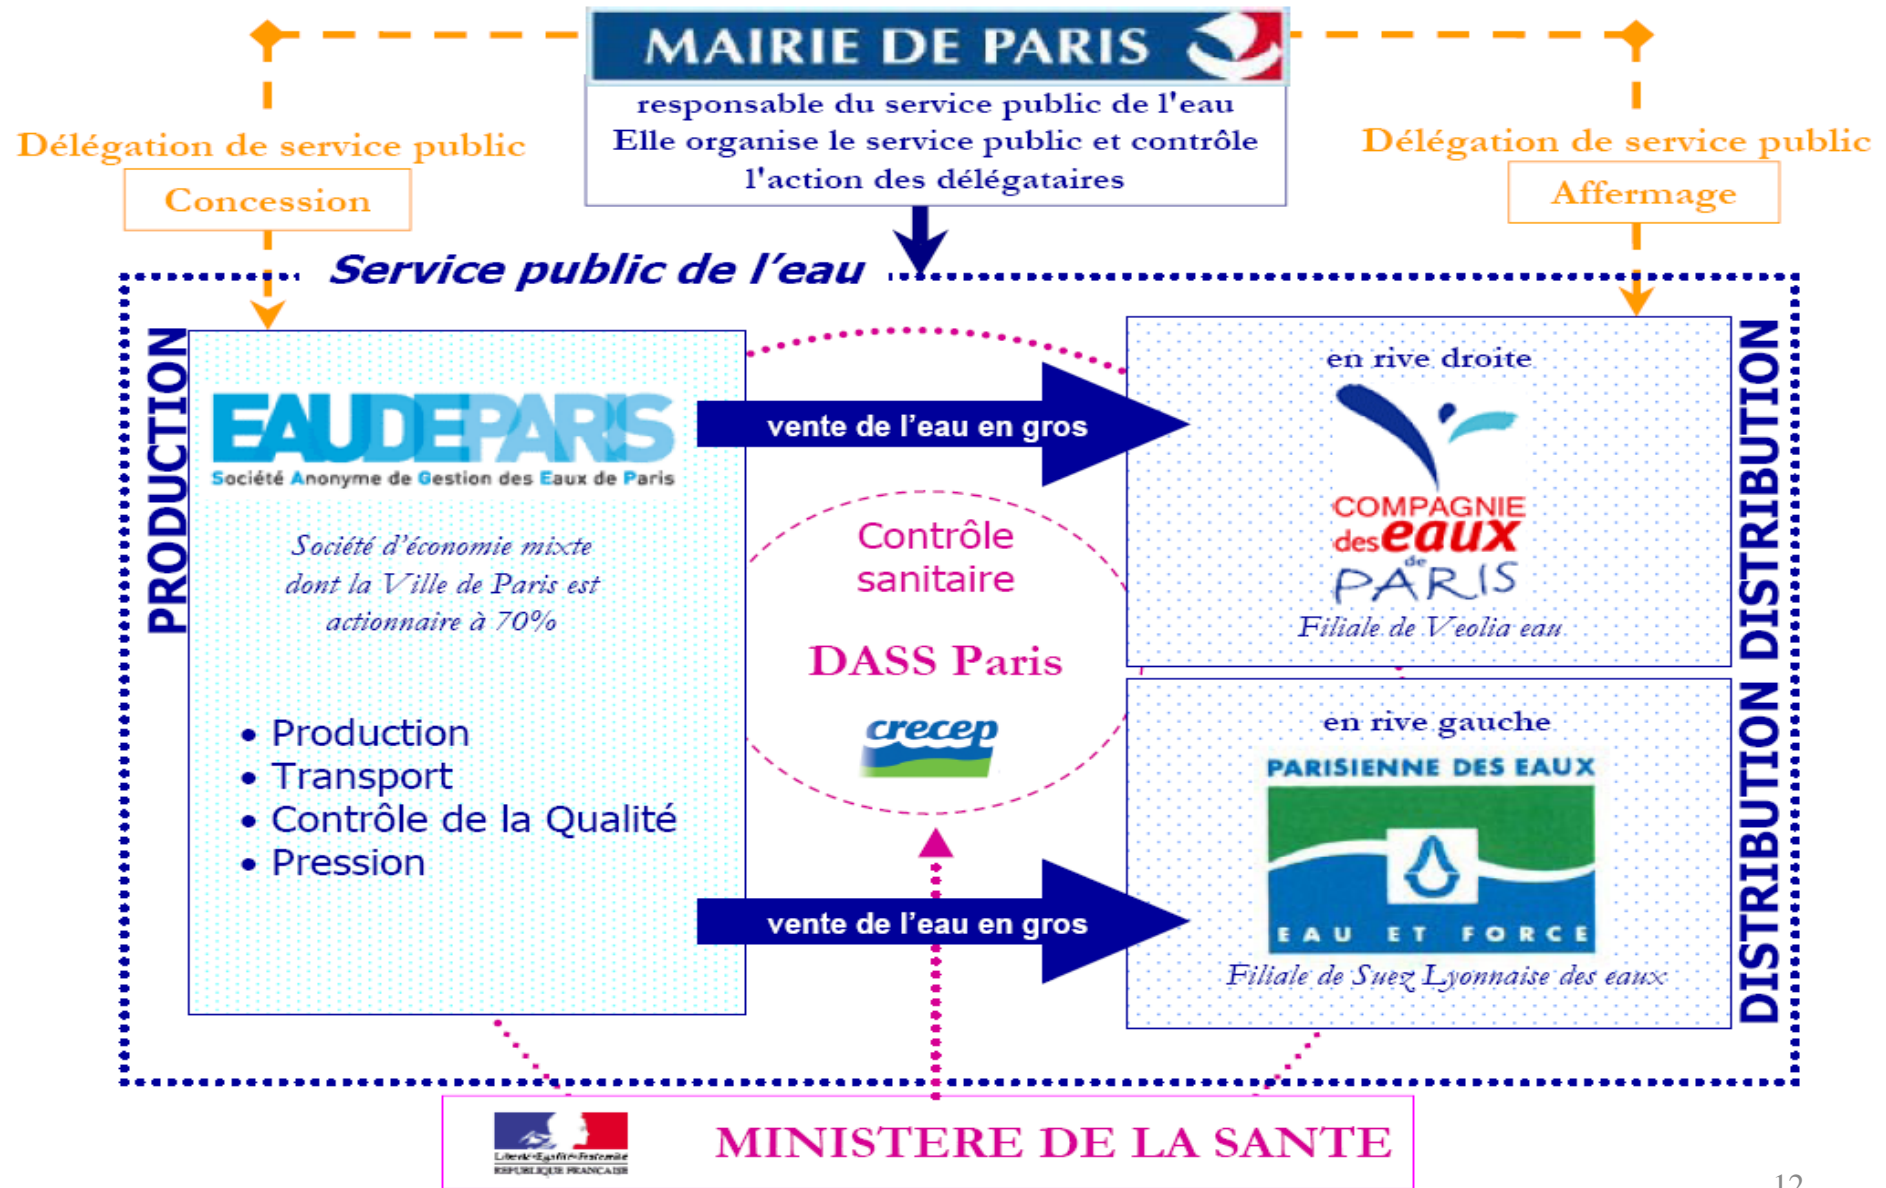 MAIRIE DE PARIS
responsable du service public de l'eau
Elle organise le service public et contrôle
l'action des délégataires
Délégation de service public
Concession
Délégation de service public
Affermage
Service public de l'eau
PRODUCTION
EAUDEPARIS
Société Anonyme de Gestion des Eaux de Paris
Société d'économie mixte
dont la Ville de Paris est
actionnaire à 70%
• Production
• Transport
• Contrôle de la Qualité
• Pression
vente de l'eau en gros
Contrôle
sanitaire
DASS Paris
crecep
vente de l'eau en gros
en rive droite
COMPAGNIE
des eaux
de
PARIS
Filiale de Veolia eau
DISTRIBUTION
en rive gauche
PARISIENNE DES EAUX
EAU ET FORCE
Filiale de Suez Lyonnaise des eaux
DISTRIBUTION
Liberté • Égalité • Fraternité
RÉPUBLIQUE FRANÇAISE
MINISTERE DE LA SANTE
12